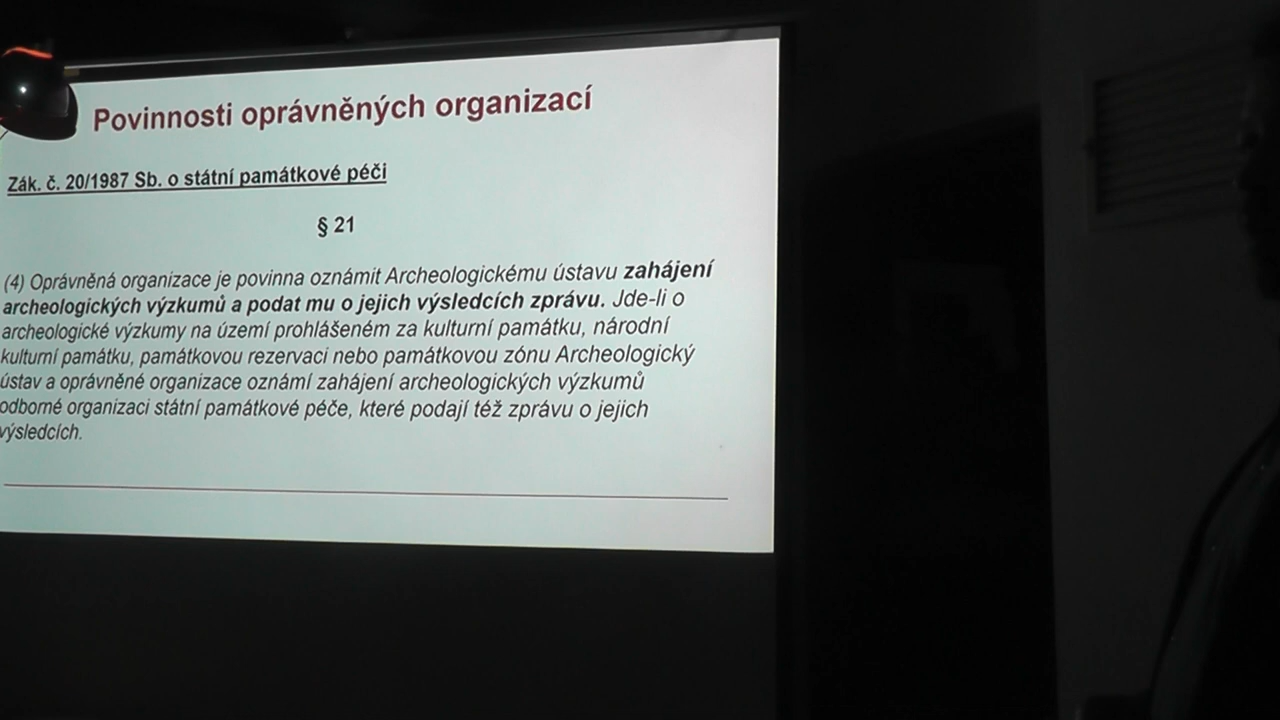 Povinnosti oprávněných organizací
Zák. č. 20/1987 Sb. o státní památkové péči
§ 21
(4) Oprávněná organizace je povinna oznámit Archeologickému ústavu zahájení
archeologických výzkumů a podat mu o jejich výsledcích zprávu. Jde-li o
archeologické výzkumy na území prohlášeném za kulturní památku, národní
kulturní památku, památkovou rezervaci nebo památkovou zónu Archeologický
ústav a oprávněné organizace oznámí zahájení archeologických výzkumů
odborné organizaci státní památkové péče, které podají též zprávu o jejich
výsledcích.